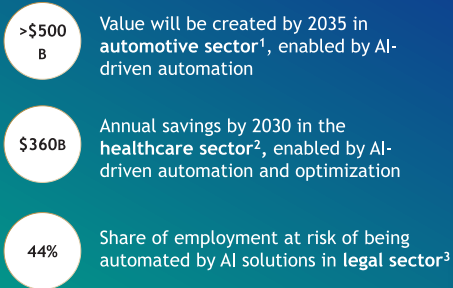 >$500
B
Value will be created by 2035 in
automotive sector¹, enabled by AI-
driven automation
$360B
Annual savings by 2030 in the
healthcare sector², enabled by AI-
driven automation and optimization
44%
Share of employment at risk of being
automated by AI solutions in legal sector³